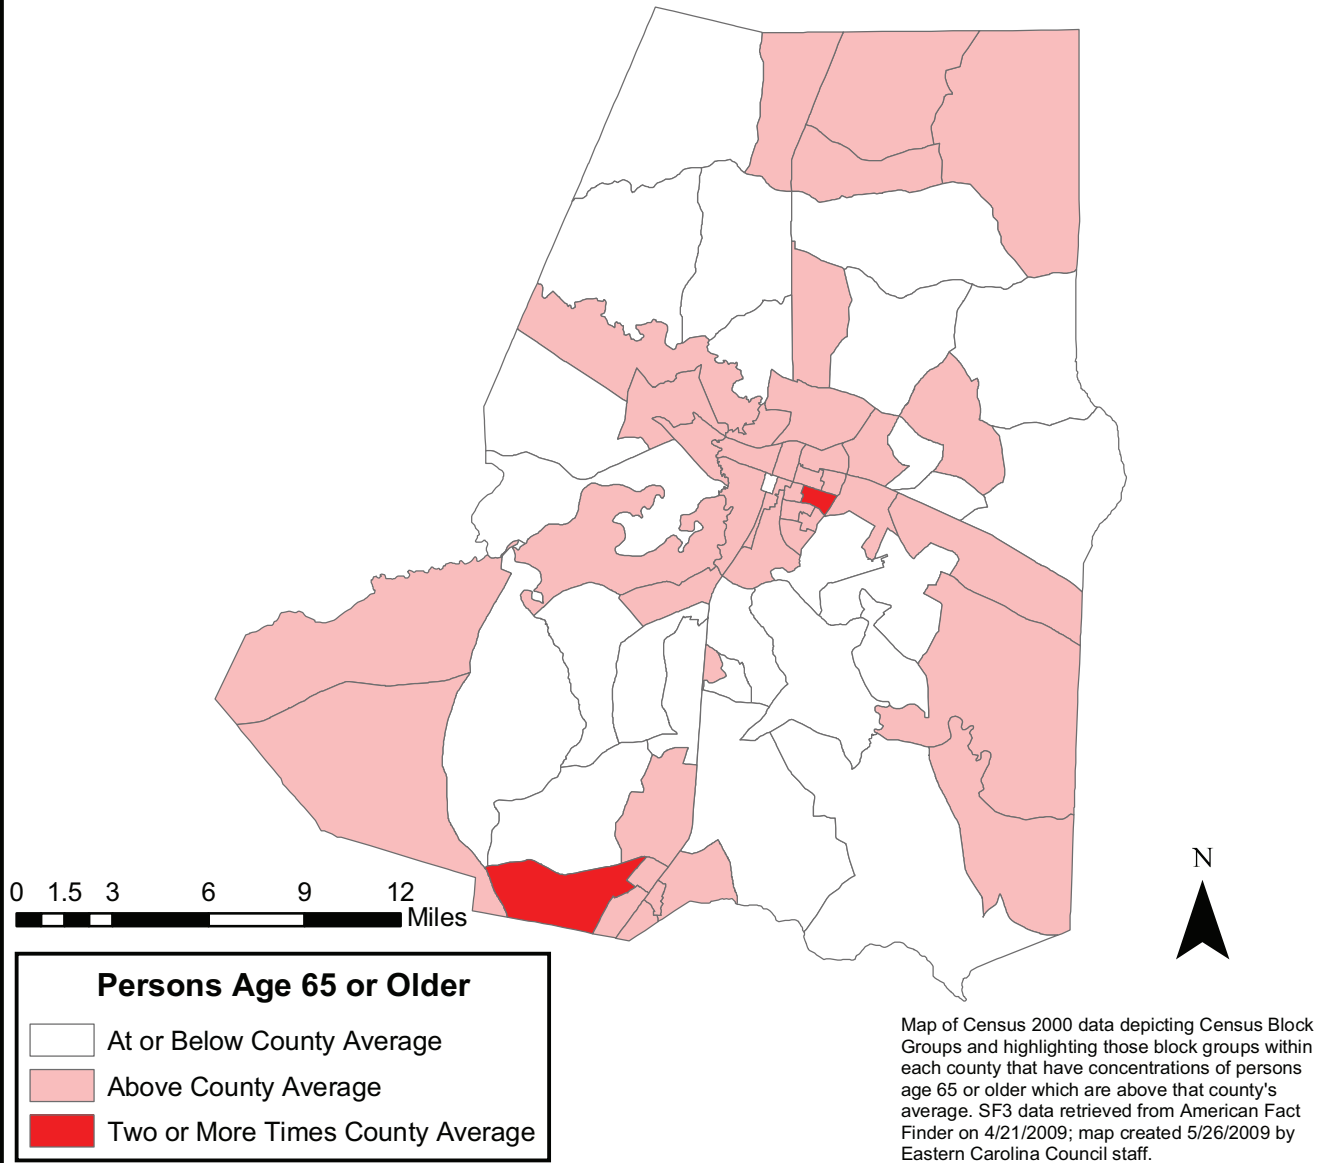 N
0 1.5 3 6 9 12
Miles
Persons Age 65 or Older
At or Below County Average
Above County Average
Two or More Times County Average
Map of Census 2000 data depicting Census Block
Groups and highlighting those block groups within
each county that have concentrations of persons
age 65 or older which are above that county's
average. SF3 data retrieved from American Fact
Finder on 4/21/2009; map created 5/26/2009 by
Eastern Carolina Council staff.